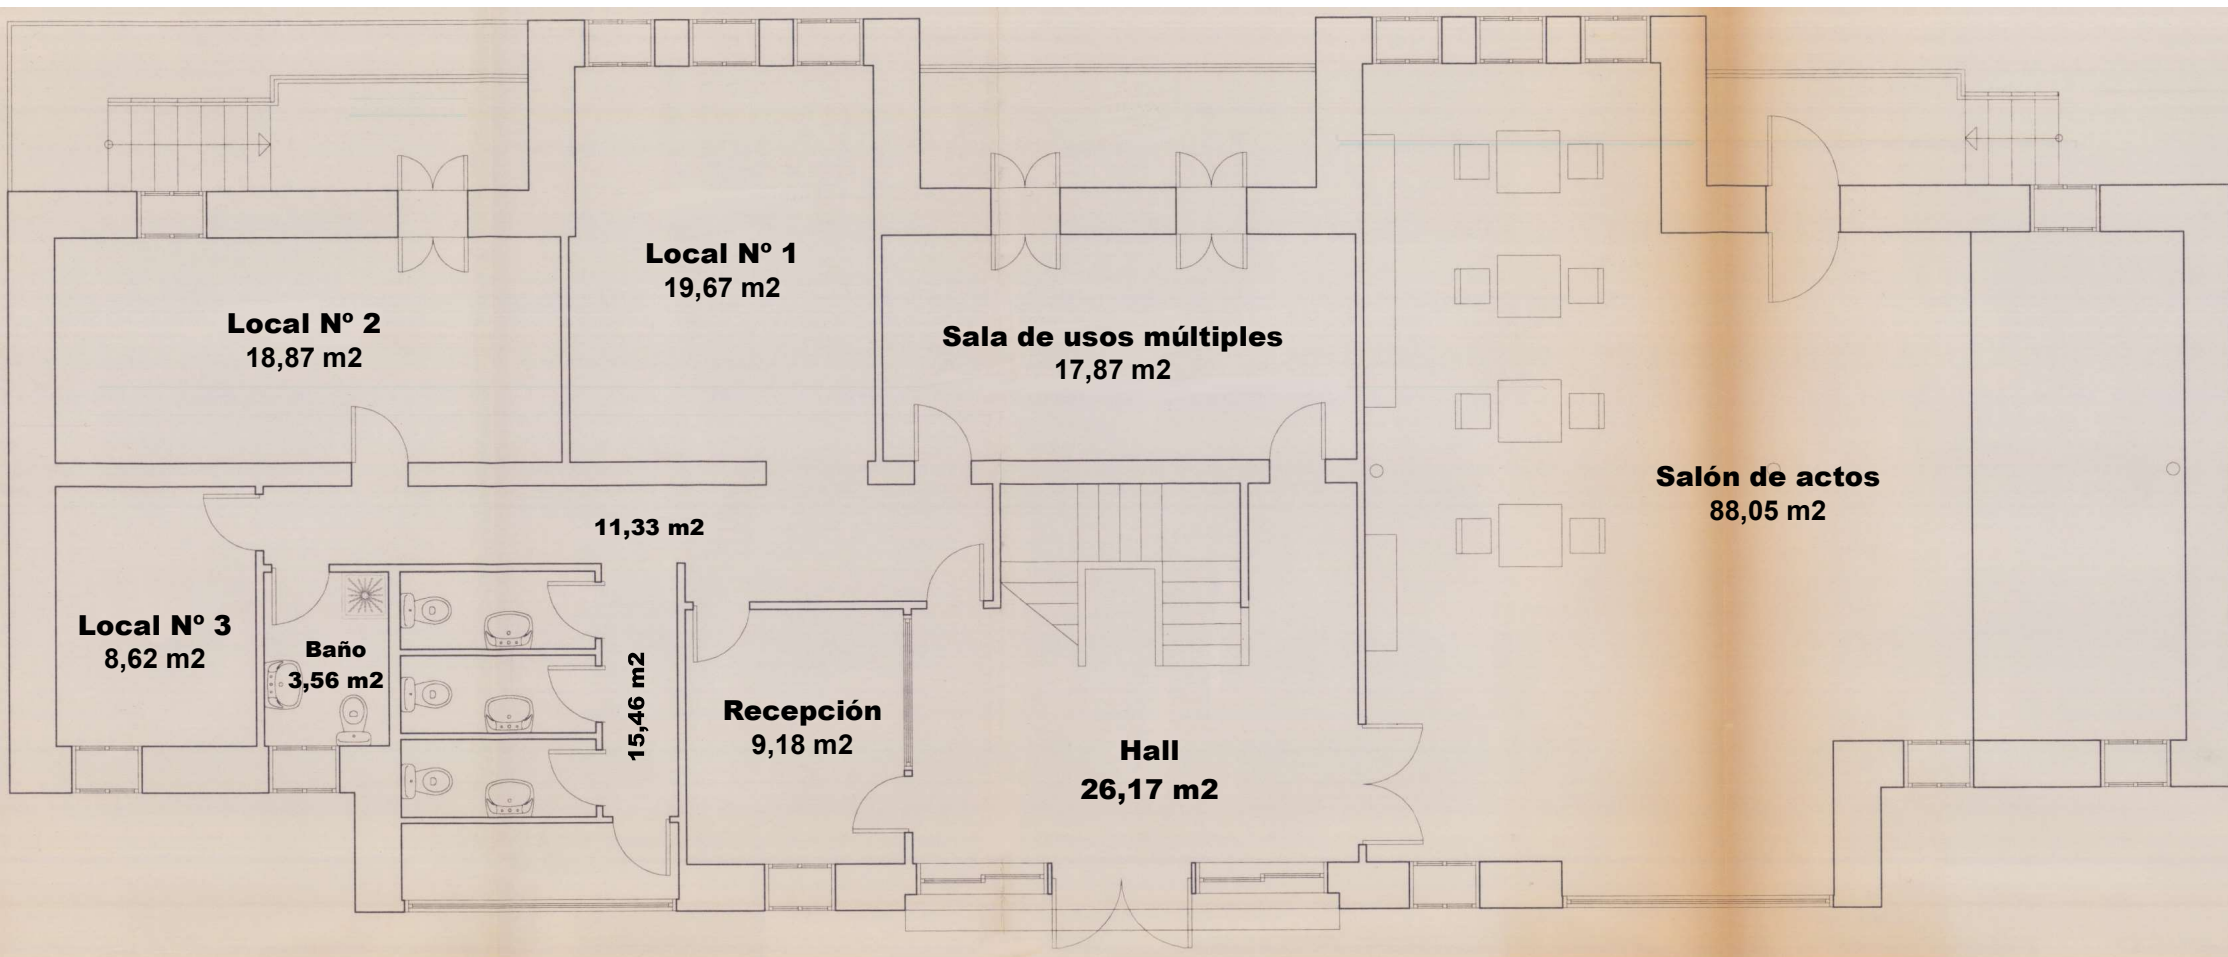 Local Nº 1
19,67 m2
Local Nº 2
18,87 m2
Sala de usos múltiples
17,87 m2
Salón de actos
88,05 m2
11,33 m2
Local Nº 3
8,62 m2
Baño
3,56 m2
15,46 m2
Recepción
9,18 m2
Hall
26,17 m2